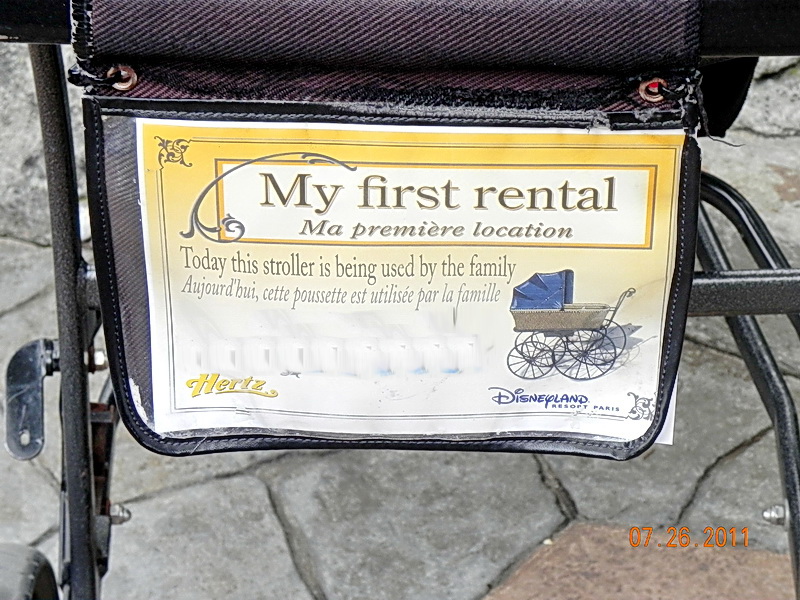 My first rental
Ma première location
Today this stroller is being used by the family
Aujourd'hui, cette poussette est utilisée par la famille
Hertz
DISNEYLAND
RESORT PARIS
07.26.2011